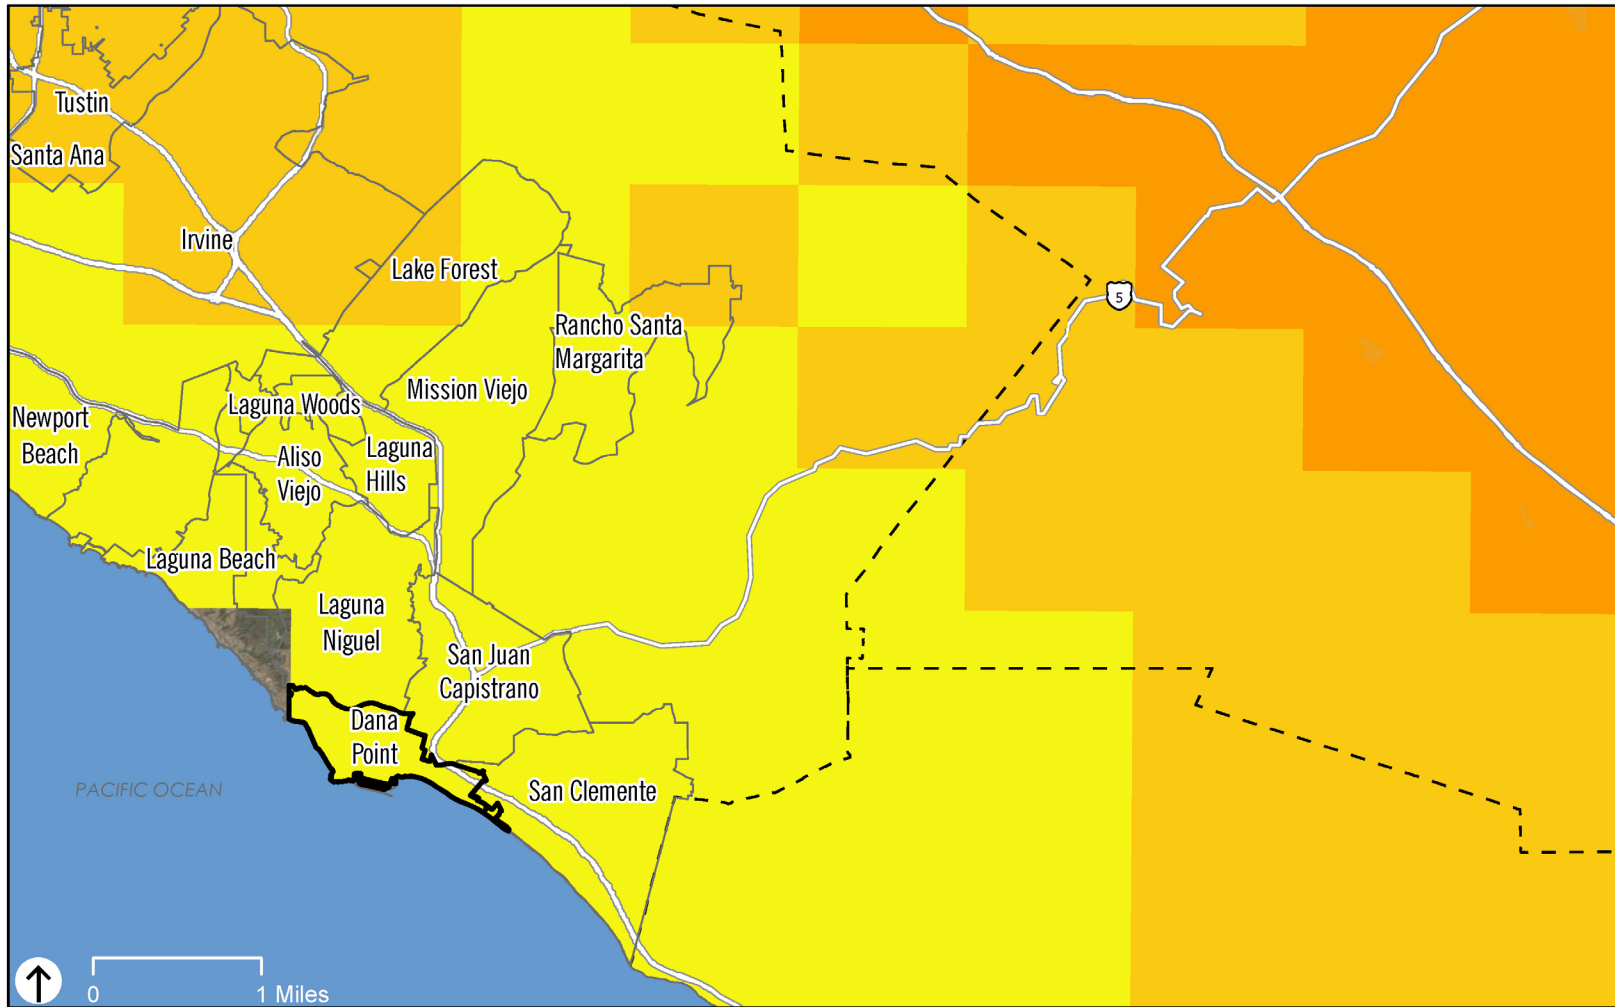 Tustin
Santa Ana
Irvine
Lake Forest
5
Rancho Santa
Margarita
Mission Viejo
Laguna Woods
Newport
Beach
Laguna
Hills
Aliso
Viejo
Laguna Beach
Laguna
Niguel
San Juan
Capistrano
Dana
Point
San Clemente
PACIFIC OCEAN
0
1 Miles